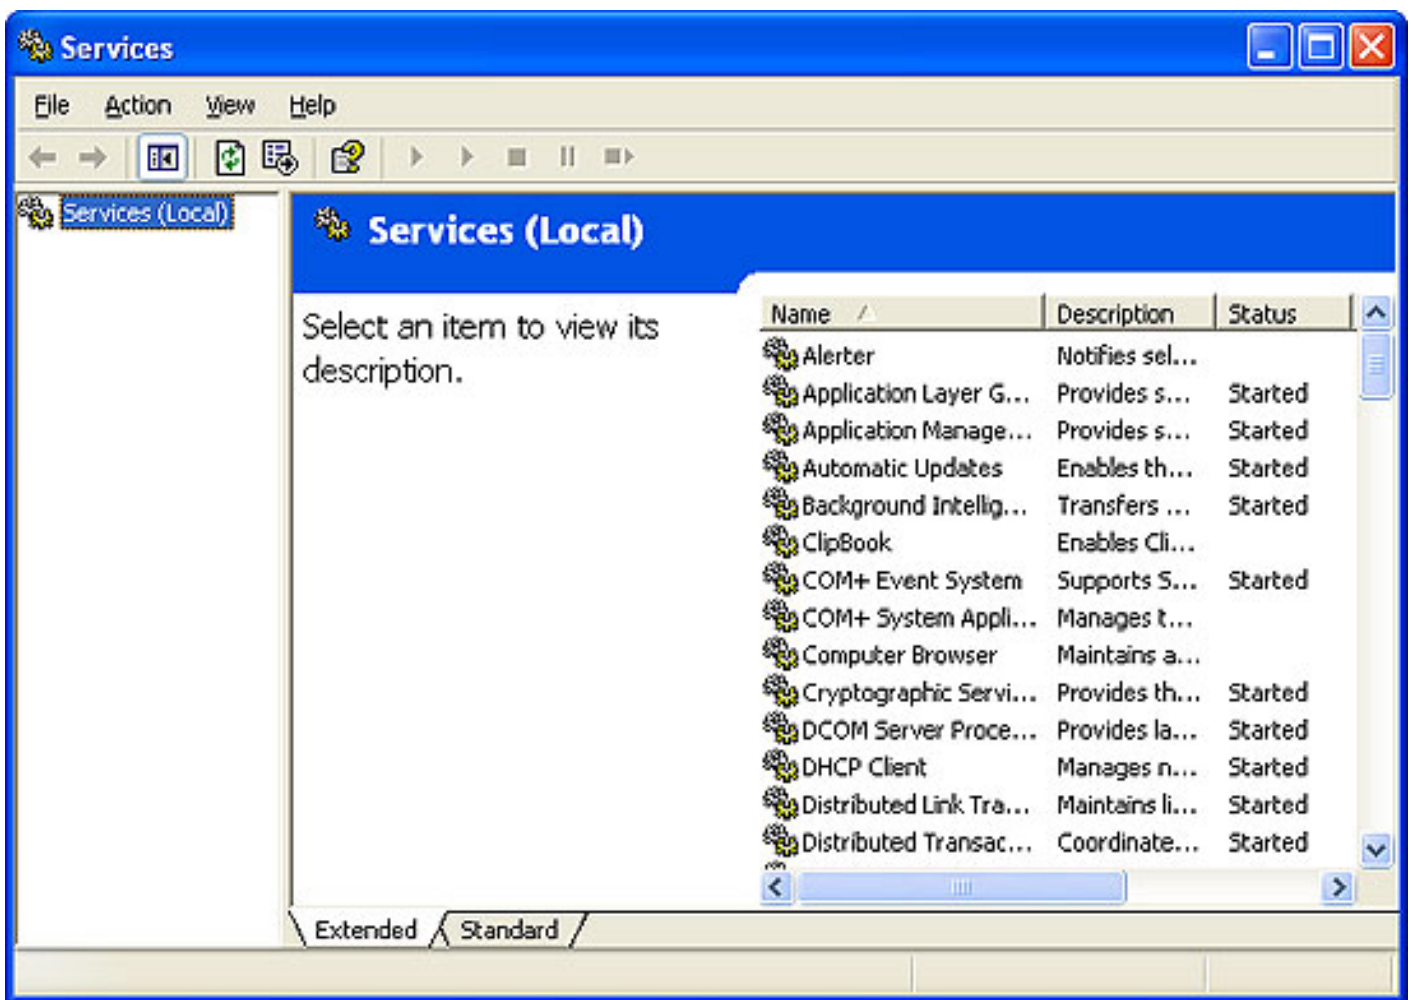 Services
File Action View Help
Services (Local)
Services (Local)
Select an item to view its
description.
Name Description Status
Alerter Notifies sel...
Application Layer G... Provides s... Started
Application Manage... Provides s... Started
Automatic Updates Enables th... Started
Background Intellig... Transfers ... Started
ClipBook Enables Cli...
COM+ Event System Supports S... Started
COM+ System Appli... Manages t...
Computer Browser Maintains a...
Cryptographic Servi... Provides th... Started
DCOM Server Proce... Provides la... Started
DHCP Client Manages n... Started
Distributed Link Tra... Maintains li... Started
Distributed Transac... Coordinate... Started
Extended Standard